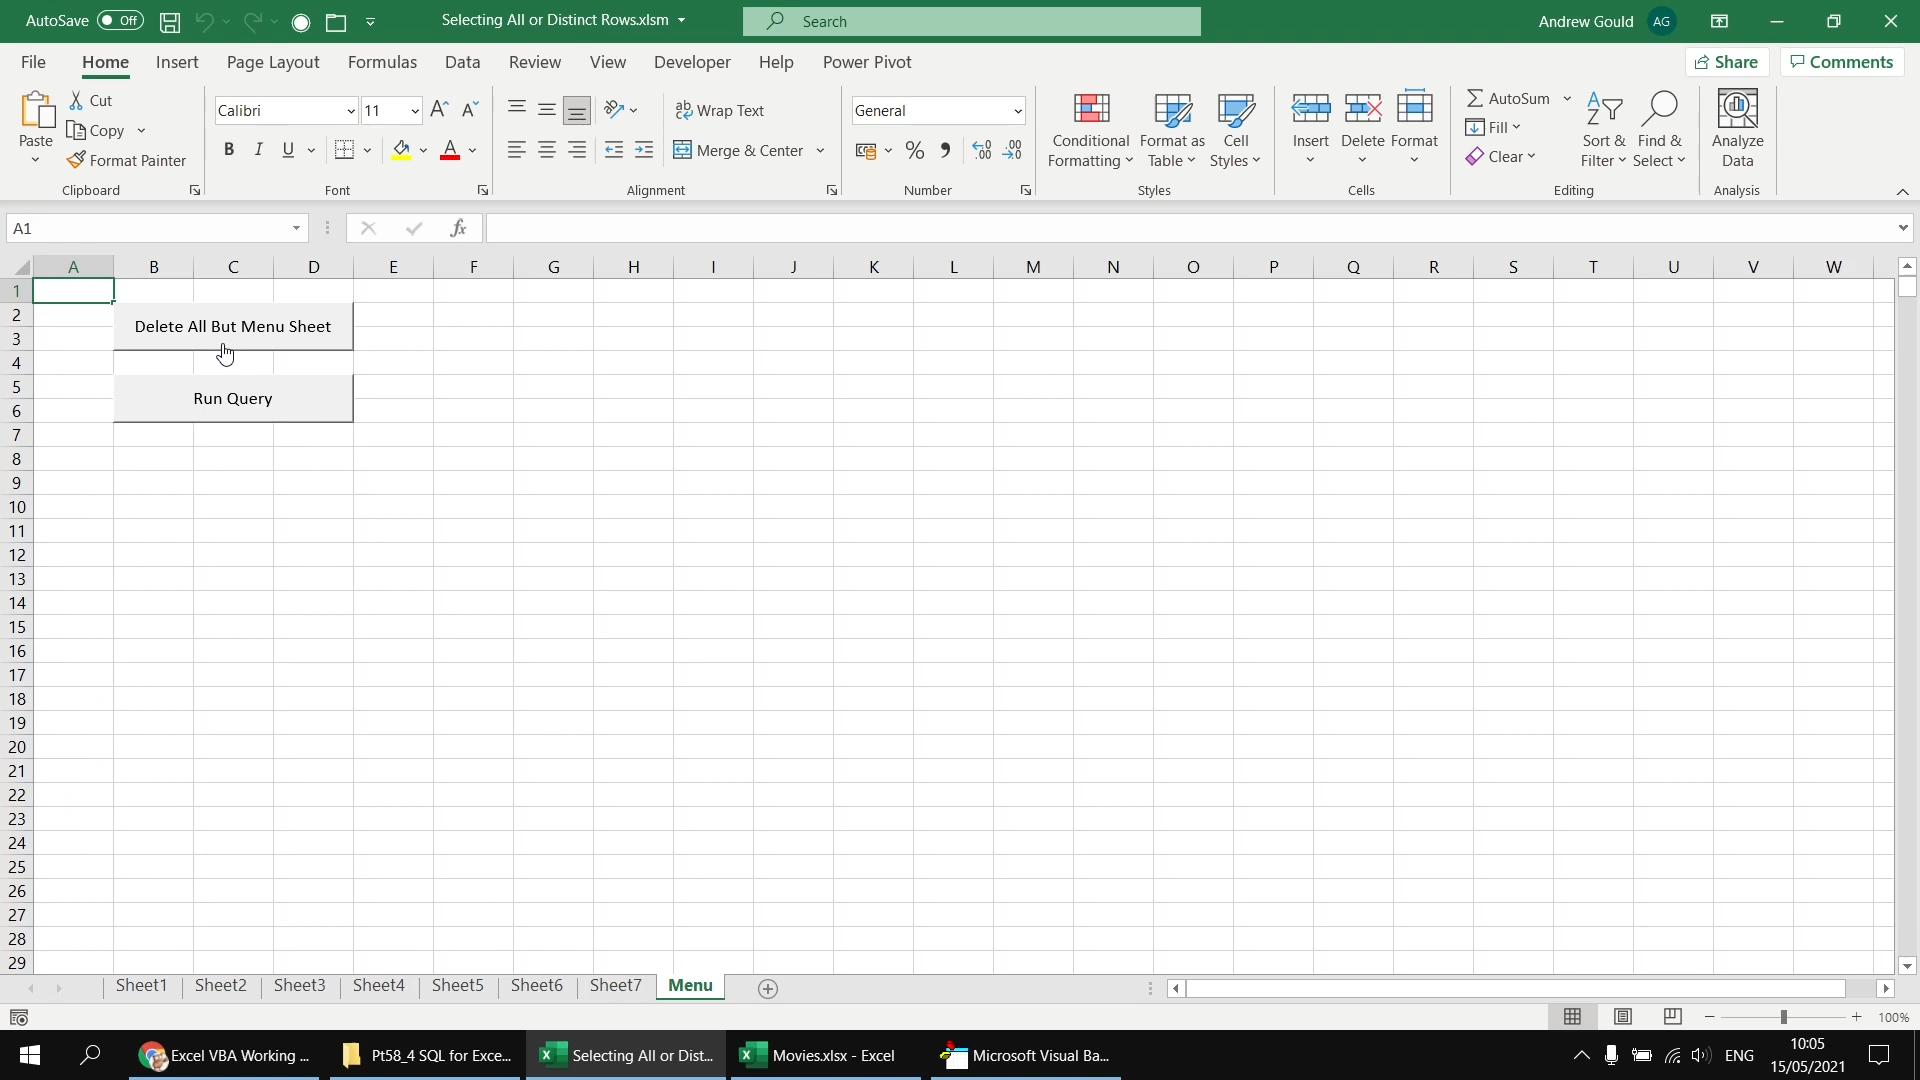 AutoSave Off Selecting All or Distinct Rows.xlsm Search Andrew Gould AG
File Home Insert Page Layout Formulas Data Review View Developer Help Power Pivot Share Comments
Paste Cut Copy Format Painter Clipboard
Calibri 11 B I U A Font
Wrap Text Merge & Center Alignment
General % Number
Conditional Formatting Format as Table Cell Styles Styles
Insert Delete Format Cells
AutoSum Fill Clear Sort & Filter Find & Select Editing
Analyze Data Analysis
A1 fx
A B C D E F G H I J K L M N O P Q R S T U V W
1
2
3
4
5
6
7
8
9
10
11
12
13
14
15
16
17
18
19
20
21
22
23
24
25
26
27
28
29
Delete All But Menu Sheet
Run Query
Sheet1 Sheet2 Sheet3 Sheet4 Sheet5 Sheet6 Sheet7 Menu
100%
Excel VBA Working ... Pt58_4 SQL for Exce... Selecting All or Dist... Movies.xlsx - Excel Microsoft Visual Ba... ENG 10:05
15/05/2021